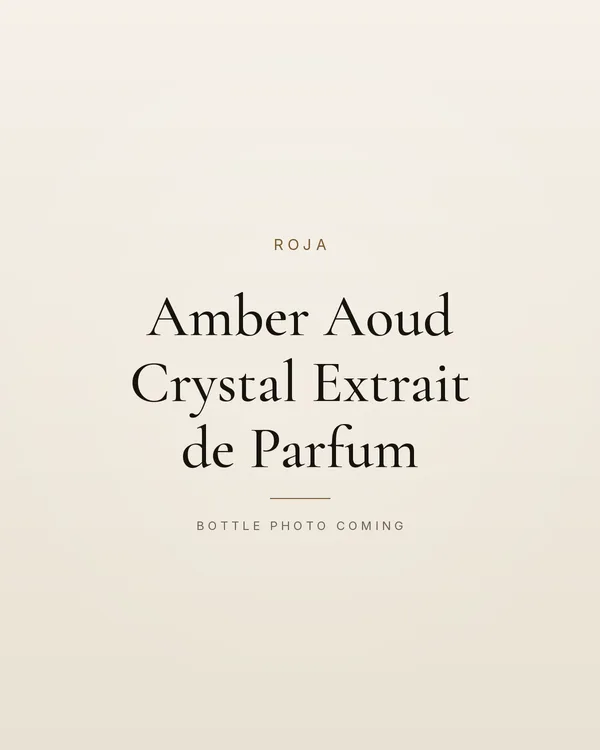 ROJA
Amber Aoud
Crystal Extrait
de Parfum
BOTTLE PHOTO COMING